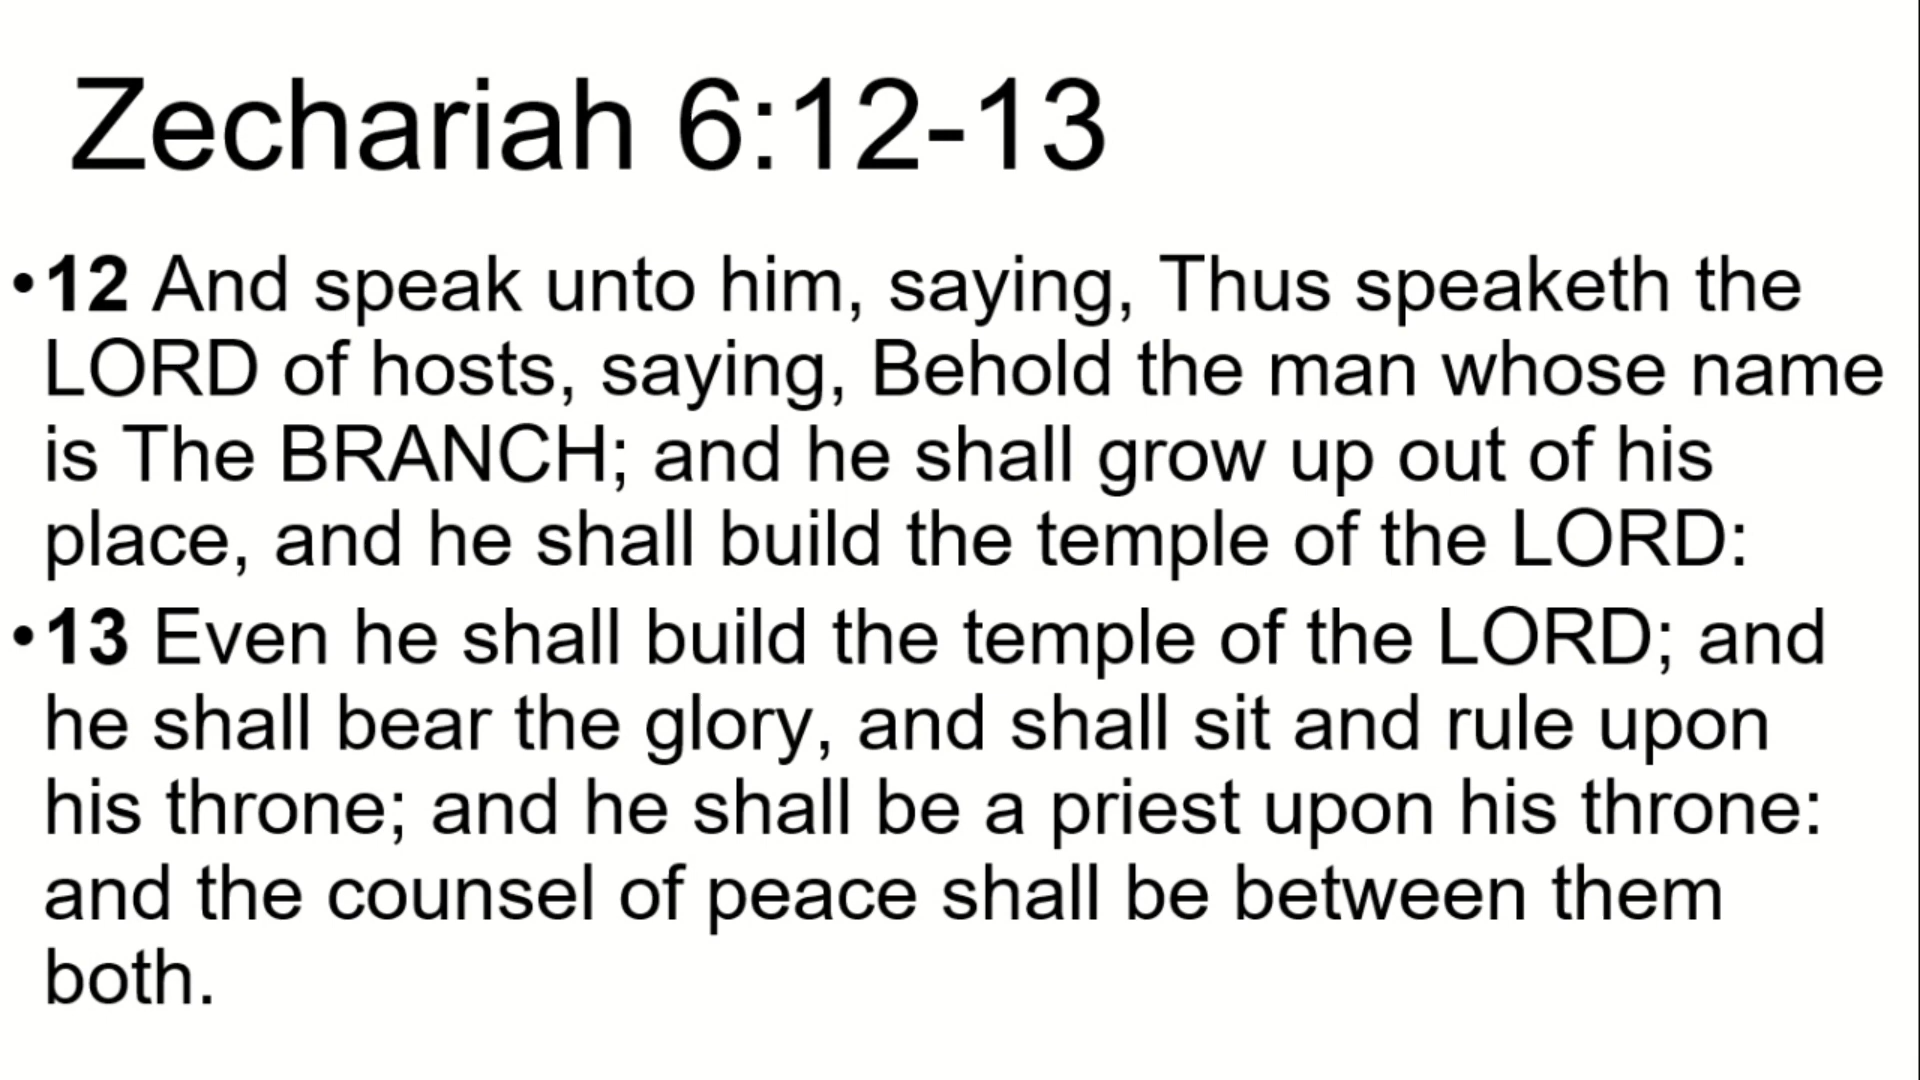 Zechariah 6:12-13
•12 And speak unto him, saying, Thus speaketh the
LORD of hosts, saying, Behold the man whose name
is The BRANCH; and he shall grow up out of his
place, and he shall build the temple of the LORD:
•13 Even he shall build the temple of the LORD; and
he shall bear the glory, and shall sit and rule upon
his throne; and he shall be a priest upon his throne:
and the counsel of peace shall be between them
both.